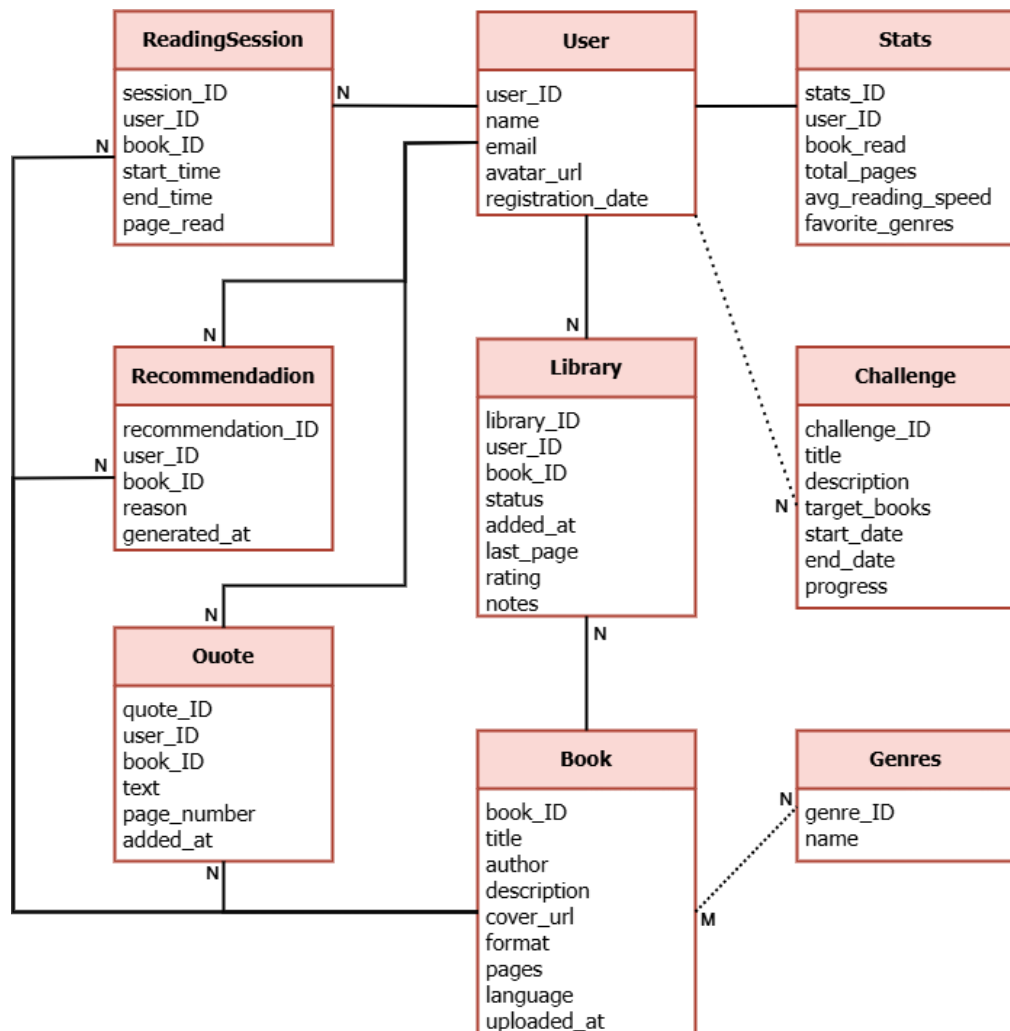 ReadingSession
session_ID
user_ID
book_ID
start_time
end_time
page_read
User
user_ID
name
email
avatar_url
registration_date
Stats
stats_ID
user_ID
book_read
total_pages
avg_reading_speed
favorite_genres
N
N
N
N
Recommendadion
recommendation_ID
user_ID
book_ID
reason
generated_at
N
Library
library_ID
user_ID
book_ID
status
added_at
last_page
rating
notes
Challenge
challenge_ID
title
description
target_books
start_date
end_date
progress
N
N
N
Ouote
quote_ID
user_ID
book_ID
text
page_number
added_at
N
Book
book_ID
title
author
description
cover_url
format
pages
language
uploaded_at
Genres
genre_ID
name
N
M